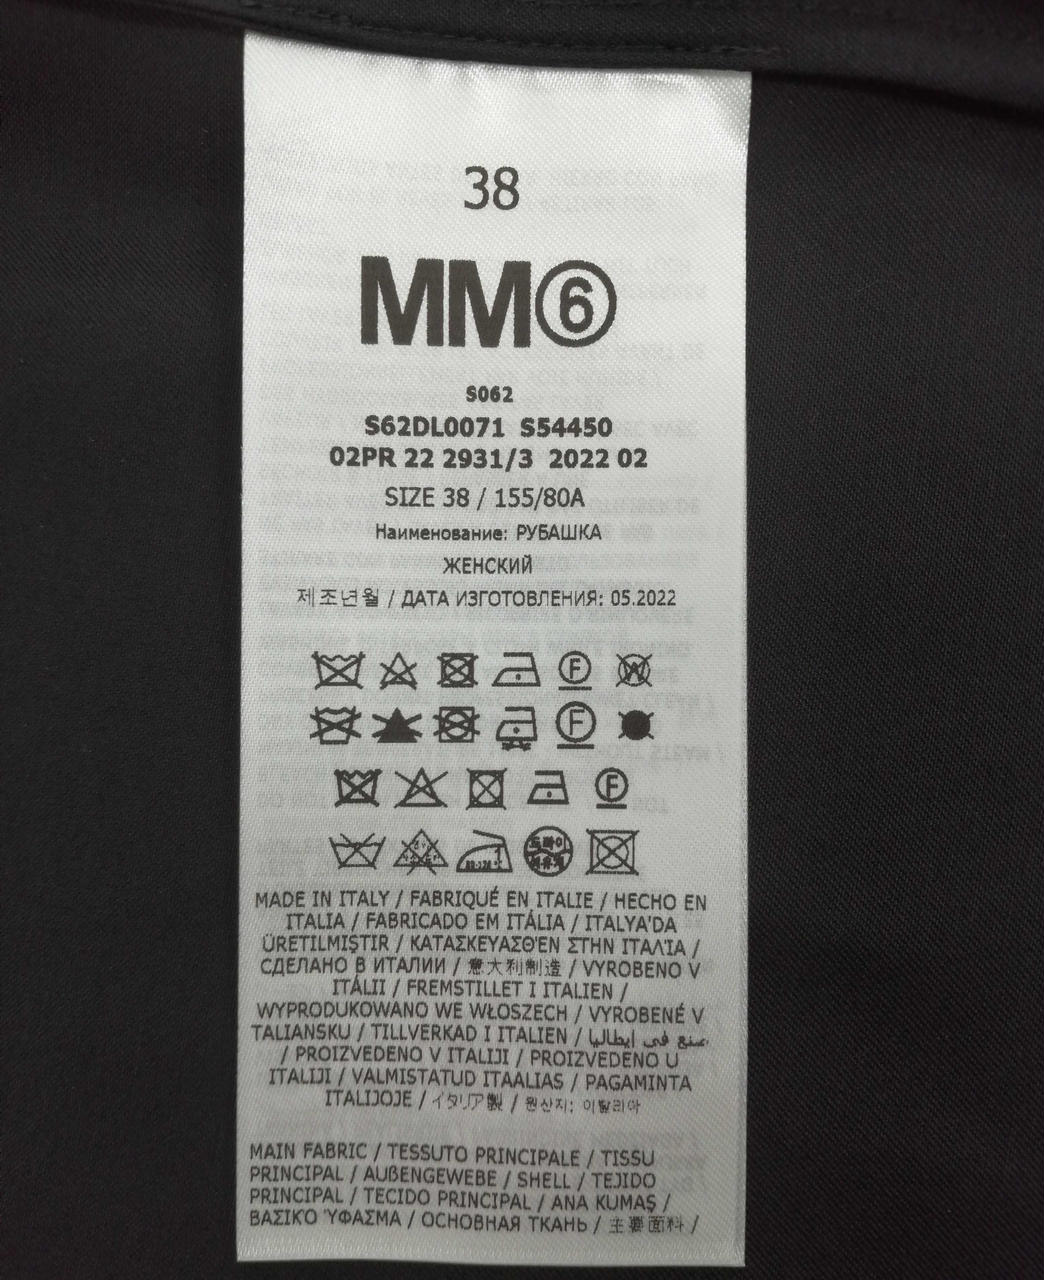 38
MM⑥
S062
S62DL0071 S54450
02PR 22 2931/3 2022 02
SIZE 38 / 155/80A
Наименование: РУБАШКА
ЖЕНСКИЙ
제조년월 / ДАТА ИЗГОТОВЛЕНИЯ: 05.2022
F W
F
F
드라이
MADE IN ITALY / FABRIQUÉ EN ITALIE / HECHO EN
ITALIA / FABRICADO EM ITÁLIA / ITALYA'DA
ÜRETILMIŞTIR / ΚΑΤΑΣΚΕΥΑΣΘΈΝ ΣΤΗΝ ΙΤΑΛΊΑ /
СДЕЛАНО В ИТАЛИИ / 意大利制造 / VYROBENO V
ITÁLII / FREMSTILLET I ITALIEN /
WYPRODUKOWANO WE WŁOSZECH / VYROBENÉ V
TALIANSKU / TILLVERKAD I ITALIEN / صنع في إيطاليا
/ PROIZVEDENO V ITALIJI / PROIZVEDENO U
ITALIJI / VALMISTATUD ITAALIAS / PAGAMINTA
ITALIJOJE / イタリア製 / 원산지: 이탈리아
MAIN FABRIC / TESSUTO PRINCIPALE / TISSU
PRINCIPAL / AUßENGEWEBE / SHELL / TEJIDO
PRINCIPAL / TECIDO PRINCIPAL / ANA KUMAŞ /
ΒΑΣΙΚΌ ΎΦΑΣΜΑ / ОСНОВНАЯ ТКАНЬ / 主要面料 /